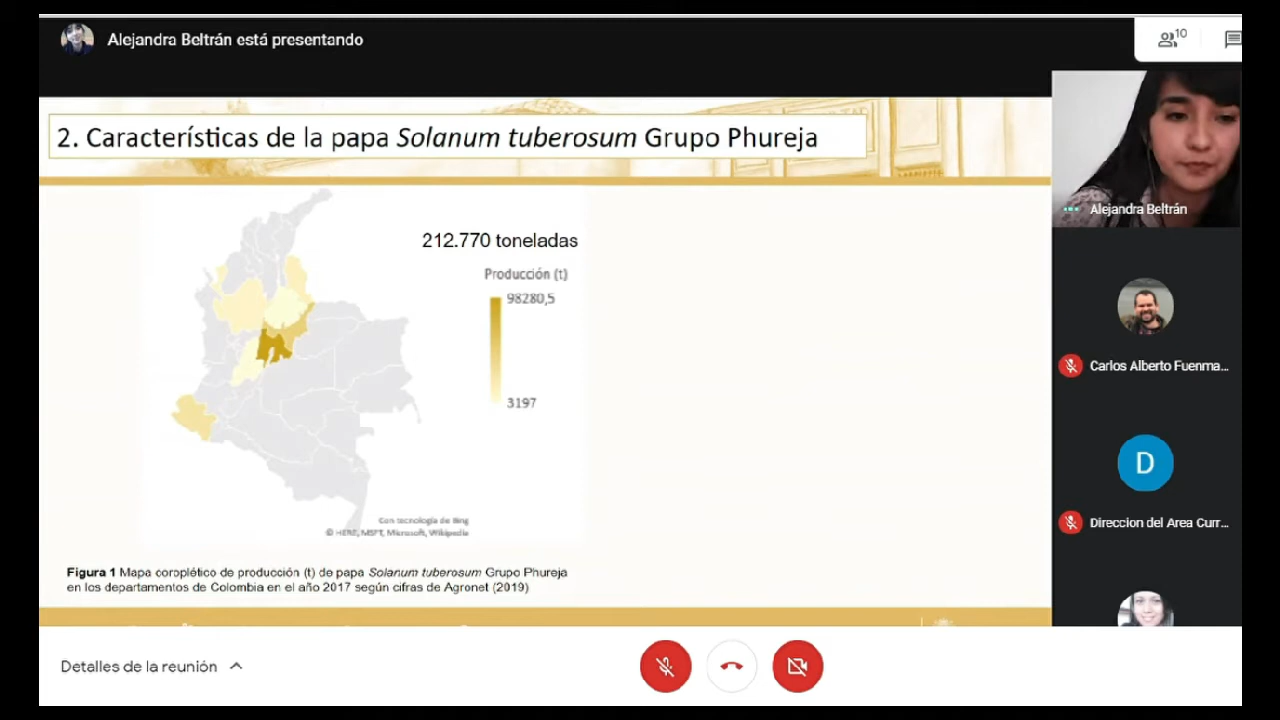 Alejandra Beltrán está presentando
10
2. Características de la papa Solanum tuberosum Grupo Phureja
212.770 toneladas
Producción (t)
98280,5
3197
Con tecnología de Bing
© HERE, MSFT, Microsoft, Wikipedia
Figura 1 Mapa coroplético de producción (t) de papa Solanum tuberosum Grupo Phureja
en los departamentos de Colombia en el año 2017 según cifras de Agronet (2019)
Alejandra Beltrán
Carlos Alberto Fuenma...
D
Direccion del Area Curr...
Detalles de la reunión